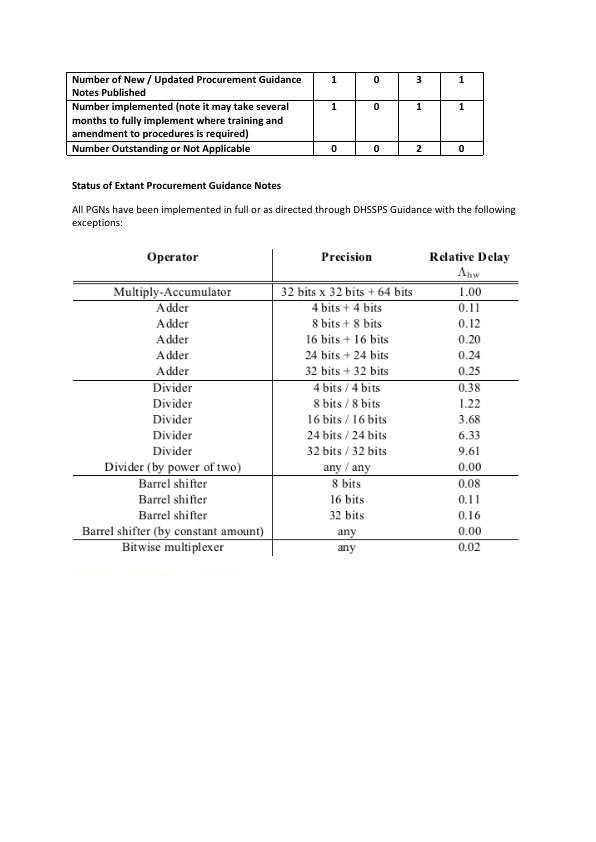 Number of New / Updated Procurement Guidance 1 0 3 1
Notes Published
Number implemented (note it may take several 1 0 1 1
months to fully implement where training and
amendment to procedures is required)
Number Outstanding or Not Applicable 0 0 2 0
Status of Extant Procurement Guidance Notes
All PGNs have been implemented in full or as directed through DHSSPS Guidance with the following
exceptions:
Operator Precision Relative Delay
Λhw
Multiply-Accumulator 32 bits x 32 bits + 64 bits 1.00
Adder 4 bits + 4 bits 0.11
Adder 8 bits + 8 bits 0.12
Adder 16 bits + 16 bits 0.20
Adder 24 bits + 24 bits 0.24
Adder 32 bits + 32 bits 0.25
Divider 4 bits / 4 bits 0.38
Divider 8 bits / 8 bits 1.22
Divider 16 bits / 16 bits 3.68
Divider 24 bits / 24 bits 6.33
Divider 32 bits / 32 bits 9.61
Divider (by power of two) any / any 0.00
Barrel shifter 8 bits 0.08
Barrel shifter 16 bits 0.11
Barrel shifter 32 bits 0.16
Barrel shifter (by constant amount) any 0.00
Bitwise multiplexer any 0.02